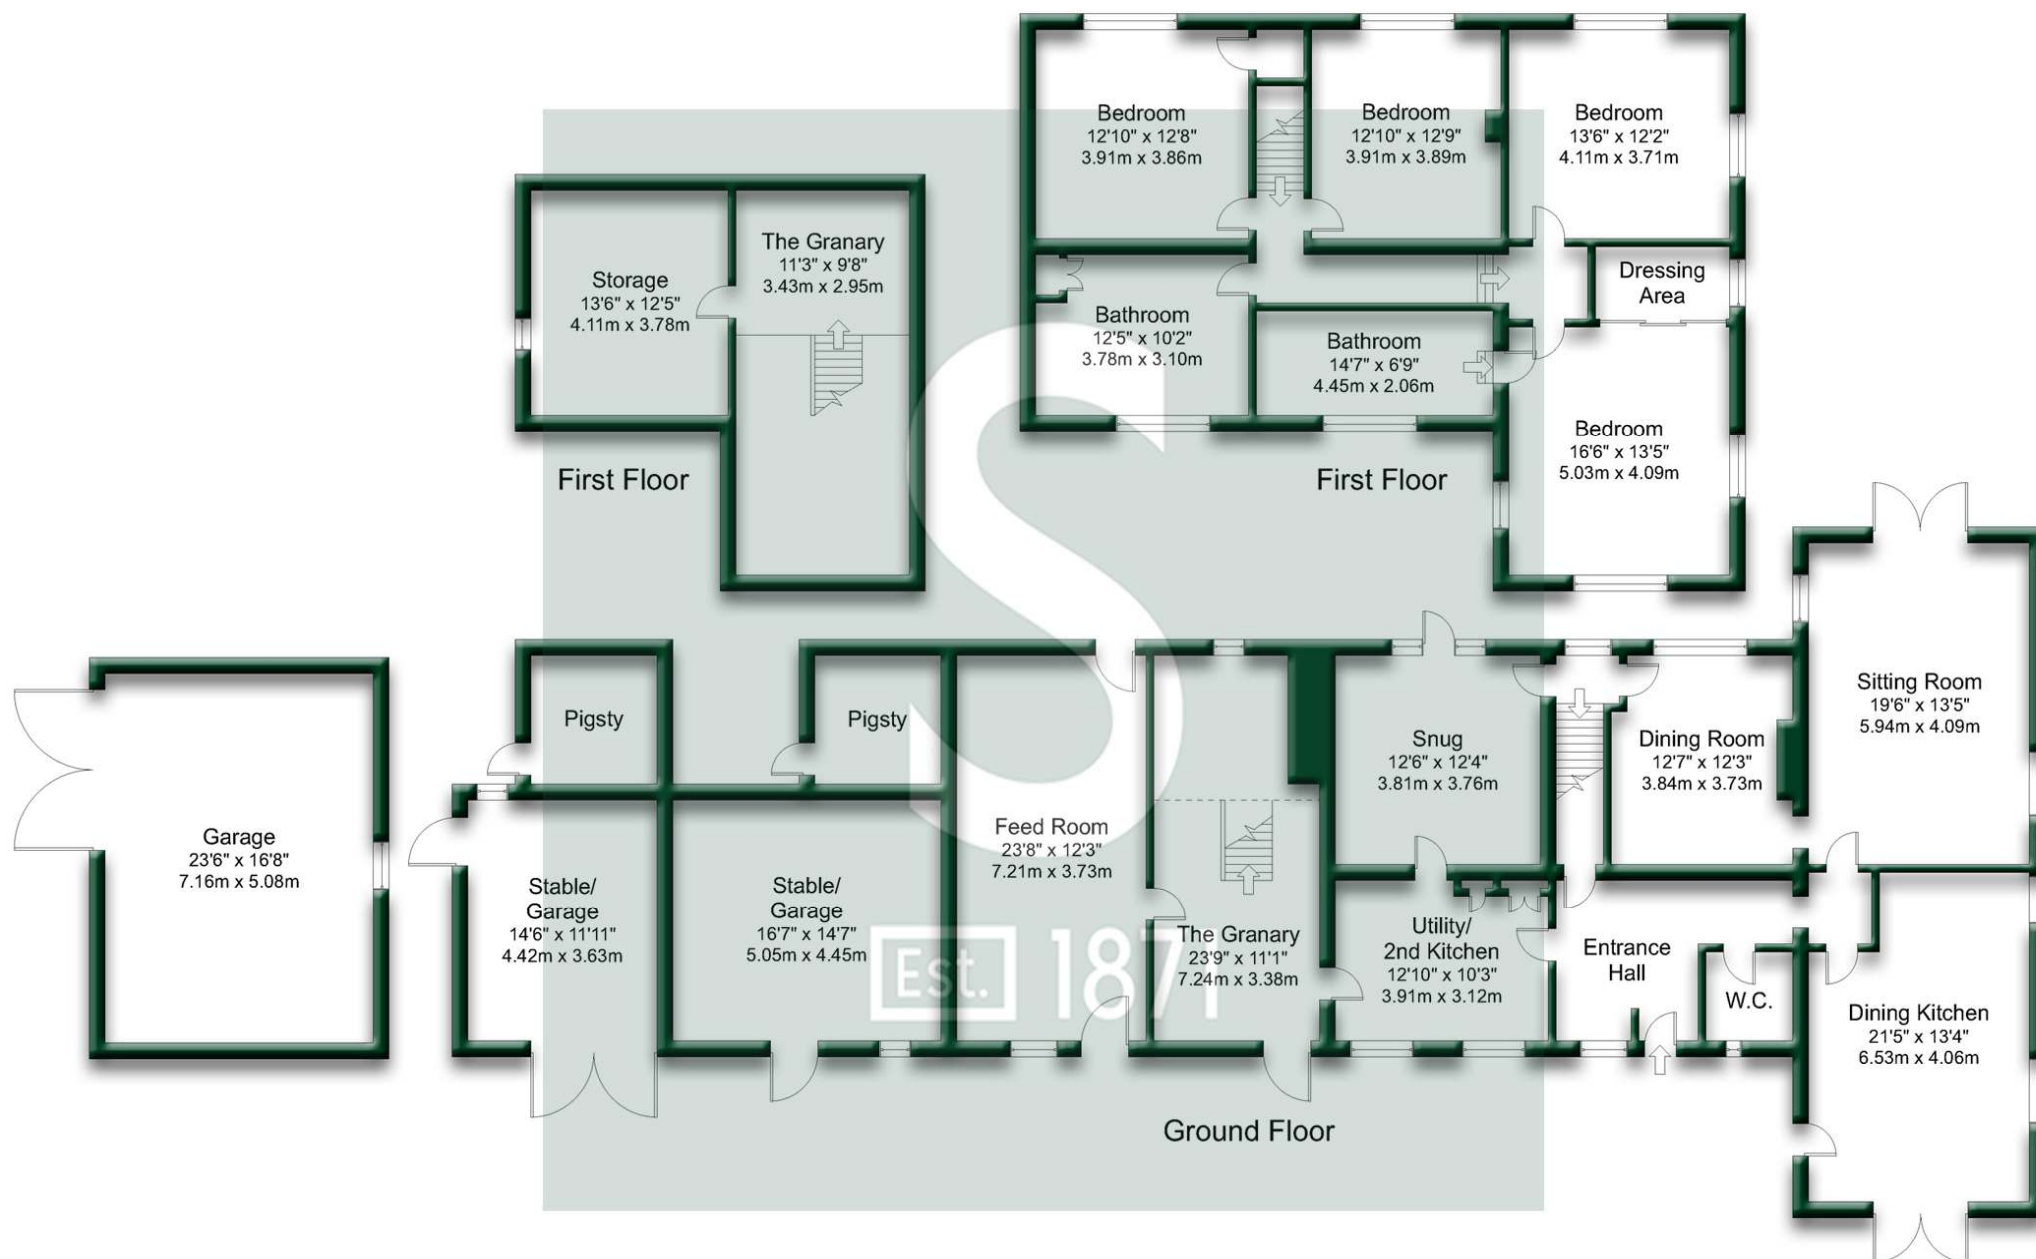 Bedroom
12'10" x 12'8"
3.91m x 3.86m
Bedroom
12'10" x 12'9"
3.91m x 3.89m
Bedroom
13'6" x 12'2"
4.11m x 3.71m
The Granary
11'3" x 9'8"
3.43m x 2.95m
Storage
13'6" x 12'5"
4.11m x 3.78m
Dressing
Area
Bathroom
12'5" x 10'2"
3.78m x 3.10m
Bathroom
14'7" x 6'9"
4.45m x 2.06m
Bedroom
16'6" x 13'5"
5.03m x 4.09m
First Floor
First Floor
S
Pigsty
Pigsty
Sitting Room
19'6" x 13'5"
5.94m x 4.09m
Snug
12'6" x 12'4"
3.81m x 3.76m
Dining Room
12'7" x 12'3"
3.84m x 3.73m
Garage
23'6" x 16'8"
7.16m x 5.08m
Feed Room
23'8" x 12'3"
7.21m x 3.73m
Stable/
Garage
14'6" x 11'11"
4.42m x 3.63m
Stable/
Garage
16'7" x 14'7"
5.05m x 4.45m
The Granary
23'9" x 11'1"
7.24m x 3.38m
Utility/
2nd Kitchen
12'10" x 10'3"
3.91m x 3.12m
Entrance
Hall
W.C.
Est. 1871
Dining Kitchen
21'5" x 13'4"
6.53m x 4.06m
Ground Floor